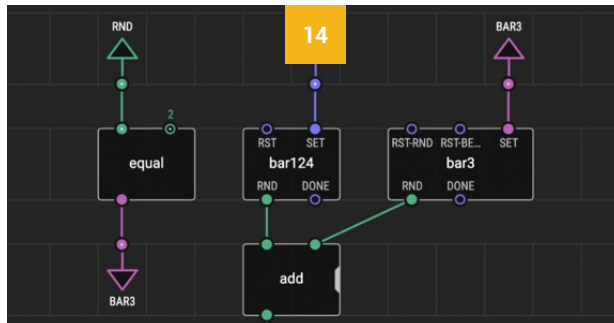 RND
14
BAR3
2
equal
RST SET
bar124
RND DONE
RST-RND RST-BE... SET
bar3
RND DONE
add
BAR3